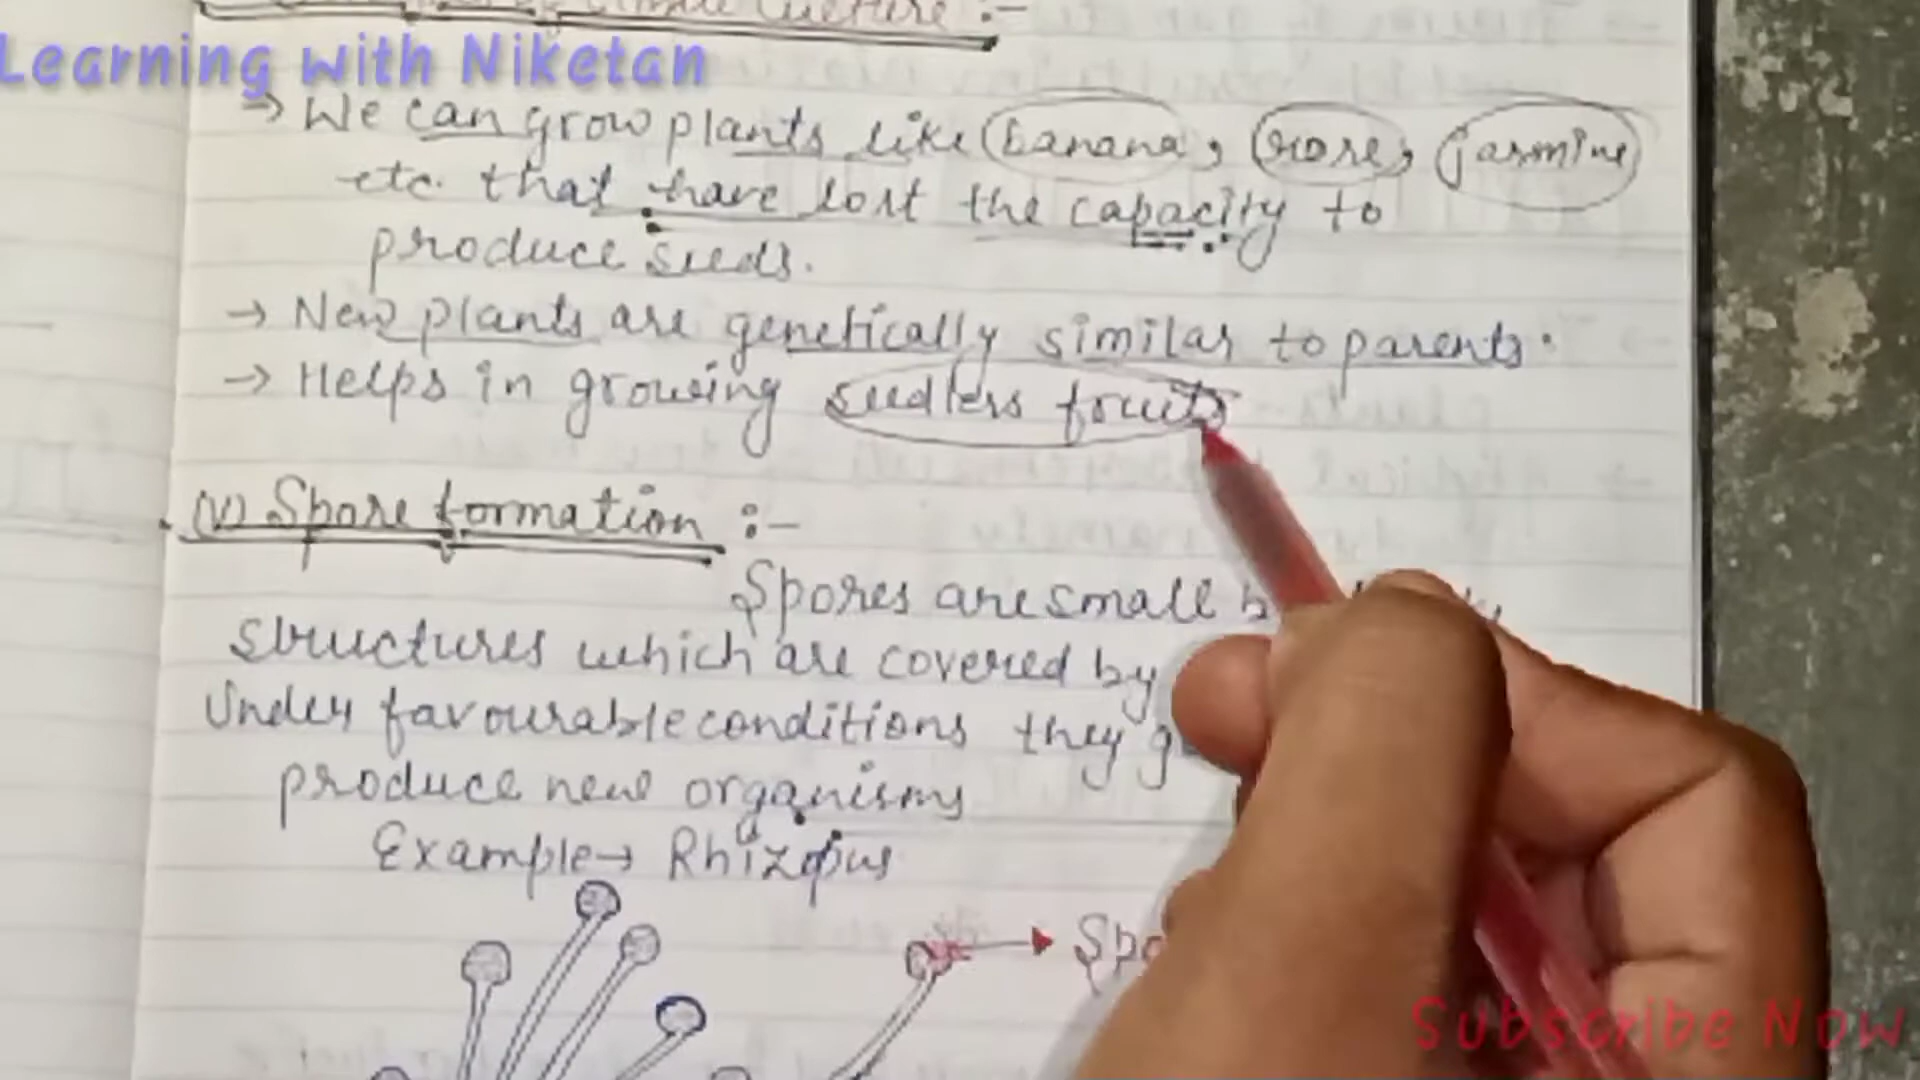 Culture :-
Learning with Niketan
→ We can grow plants like banana, rose, jasmine
etc. that have lost the capacity to
produce seeds.
→ New plants are genetically similar to parents.
→ Helps in growing seedless fruits
(V) Spore formation :-
Spores are small
structures which are covered by
Under favourable conditions they
produce new organisms
Example → Rhizopus
Subscribe Now